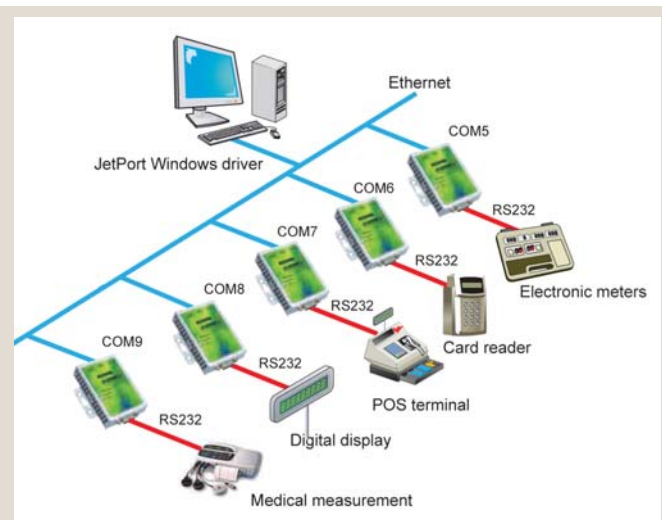 Ethernet
COM5
JetPort Windows driver
COM6
RS232
COM7
RS232
Electronic meters
COM8
RS232
Card reader
COM9
RS232
POS terminal
RS232
Digital display
Medical measurement